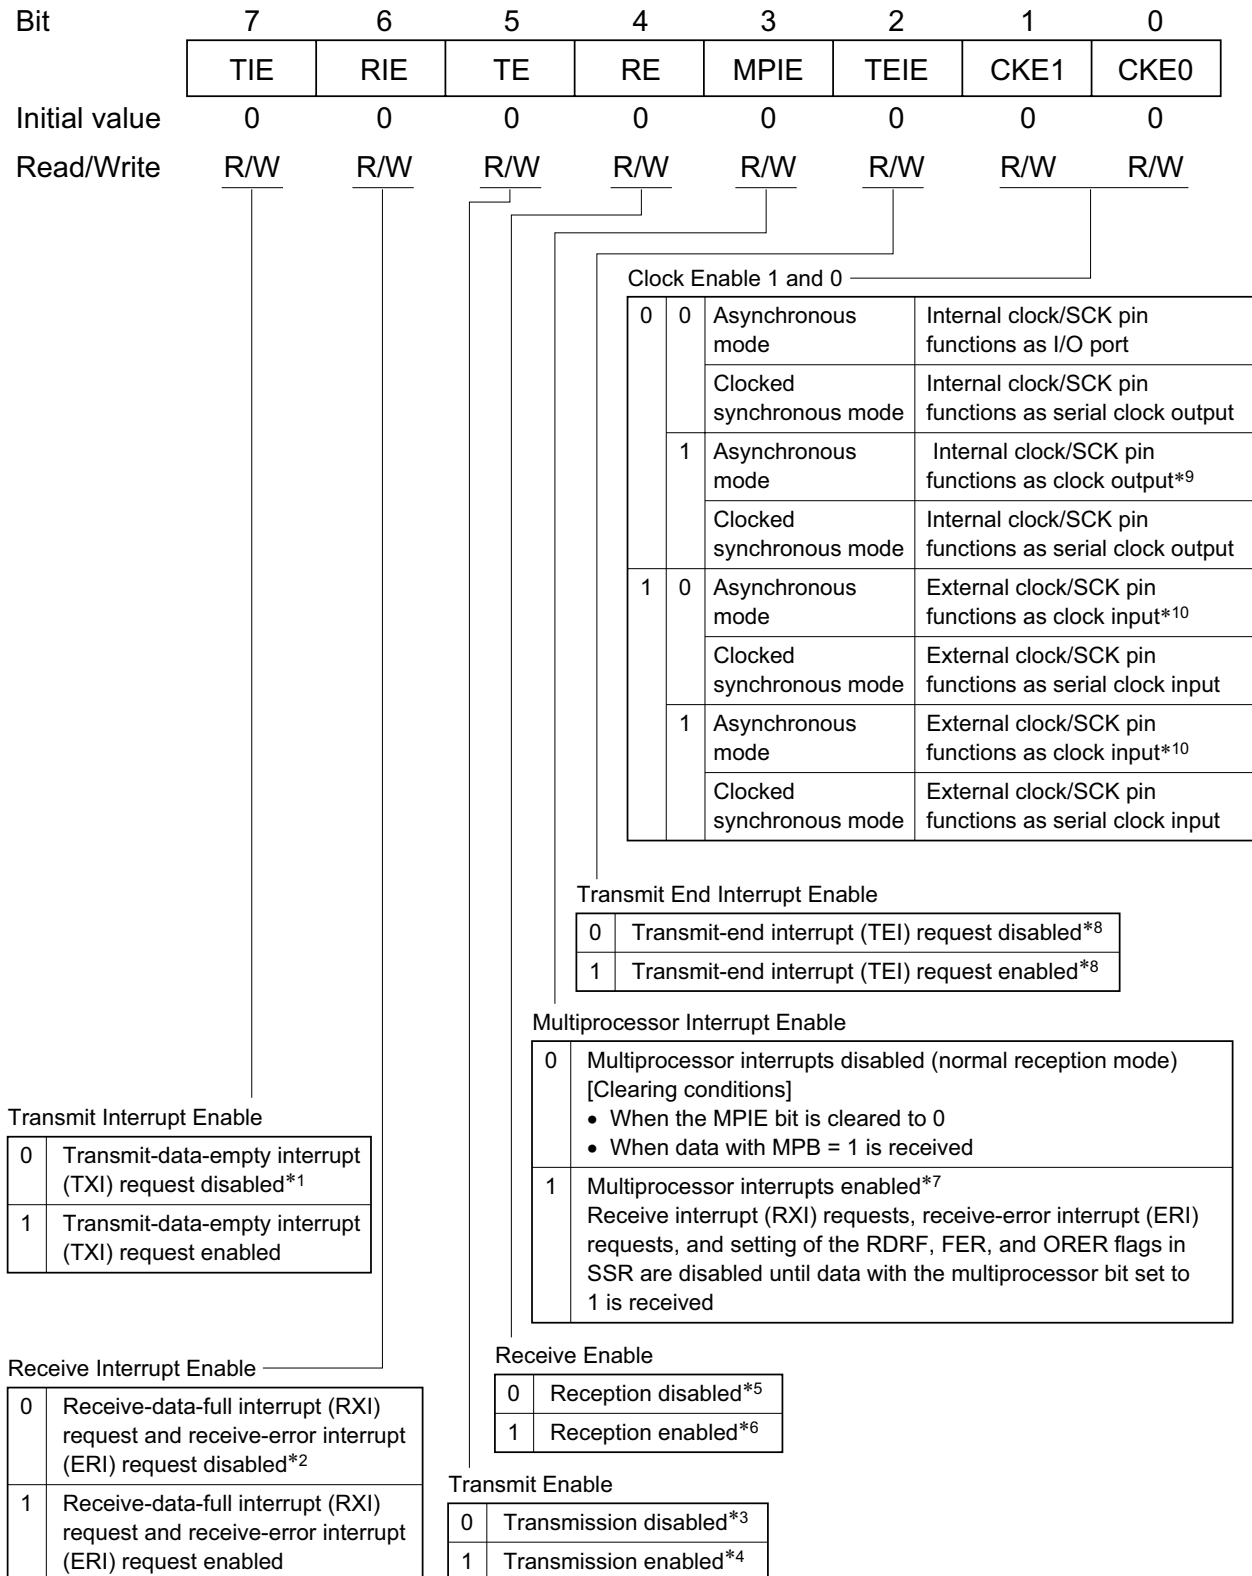 Bit 7 6 5 4 3 2 1 0
TIE RIE TE RE MPIE TEIE CKE1 CKE0
Initial value 0 0 0 0 0 0 0 0
Read/Write R/W R/W R/W R/W R/W R/W R/W R/W
Clock Enable 1 and 0
0 0 Asynchronous mode Internal clock/SCK pin functions as I/O port
Clocked synchronous mode Internal clock/SCK pin functions as serial clock output
1 Asynchronous mode Internal clock/SCK pin functions as clock output*9
Clocked synchronous mode Internal clock/SCK pin functions as serial clock output
1 0 Asynchronous mode External clock/SCK pin functions as clock input*10
Clocked synchronous mode External clock/SCK pin functions as serial clock input
1 Asynchronous mode External clock/SCK pin functions as clock input*10
Clocked synchronous mode External clock/SCK pin functions as serial clock input
Transmit End Interrupt Enable
0 Transmit-end interrupt (TEI) request disabled*8
1 Transmit-end interrupt (TEI) request enabled*8
Multiprocessor Interrupt Enable
0 Multiprocessor interrupts disabled (normal reception mode)
[Clearing conditions]
• When the MPIE bit is cleared to 0
• When data with MPB = 1 is received
1 Multiprocessor interrupts enabled*7
Receive interrupt (RXI) requests, receive-error interrupt (ERI)
requests, and setting of the RDRF, FER, and ORER flags in
SSR are disabled until data with the multiprocessor bit set to
1 is received
Transmit Interrupt Enable
0 Transmit-data-empty interrupt
(TXI) request disabled*1
1 Transmit-data-empty interrupt
(TXI) request enabled
Receive Enable
0 Reception disabled*5
1 Reception enabled*6
Receive Interrupt Enable
0 Receive-data-full interrupt (RXI)
request and receive-error interrupt
(ERI) request disabled*2
1 Receive-data-full interrupt (RXI)
request and receive-error interrupt
(ERI) request enabled
Transmit Enable
0 Transmission disabled*3
1 Transmission enabled*4